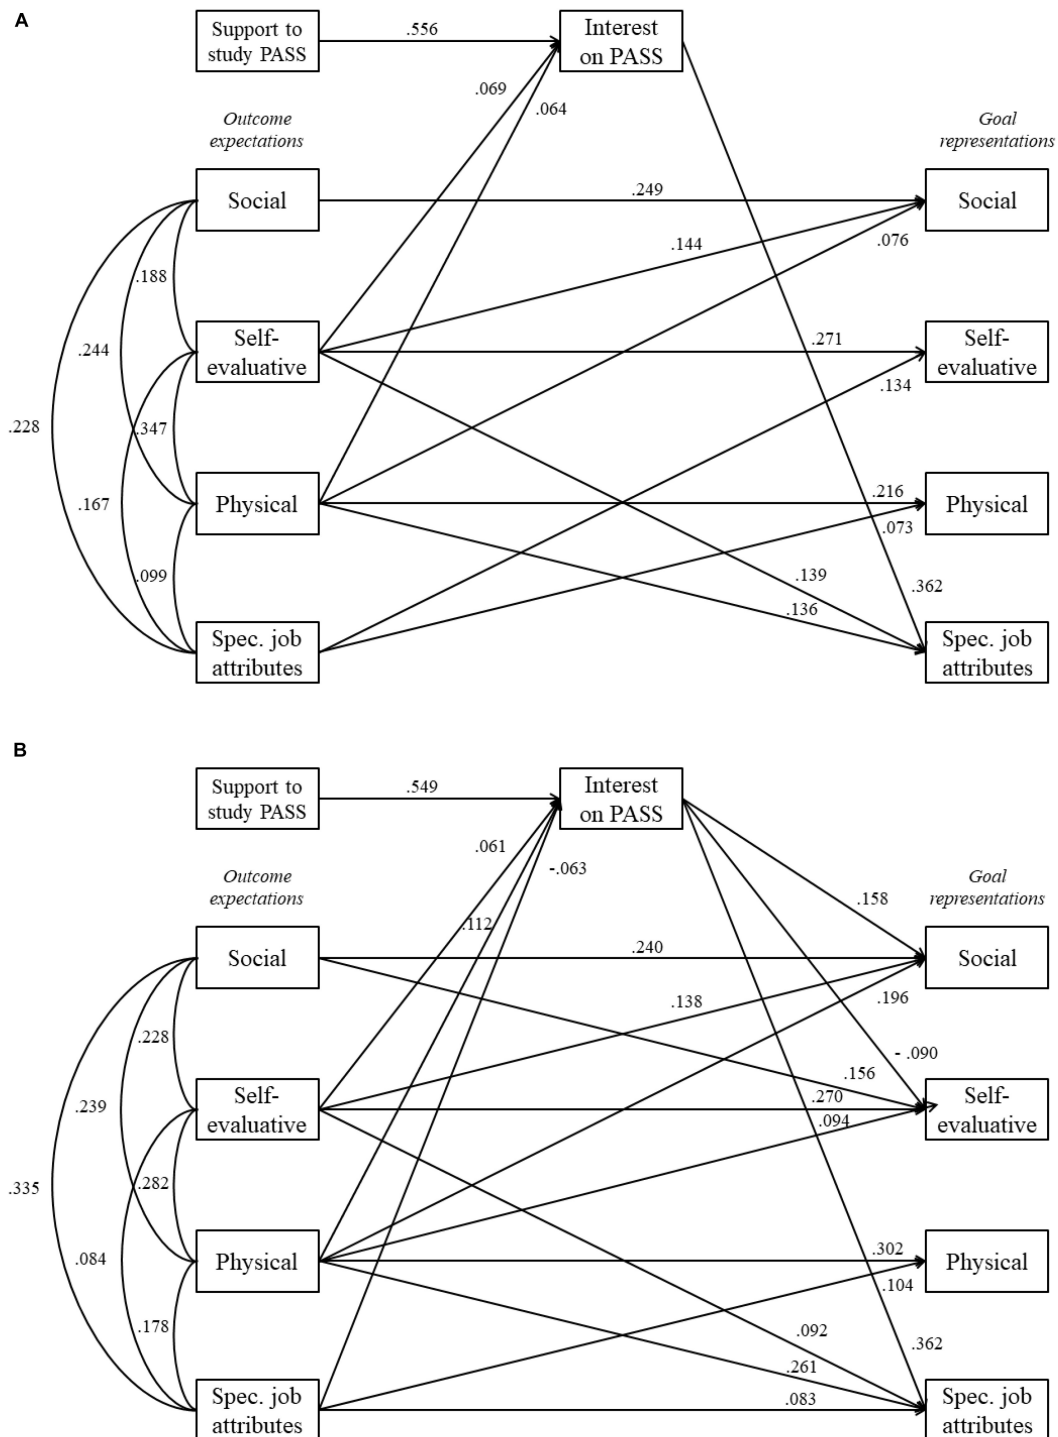 A
Support to
study PASS
.556
Interest
on PASS
.069
.064
Outcome
expectations
Goal
representations
Social
.249
Social
.144
.076
.188
Self-
evaluative
.271
Self-
evaluative
.244
.134
.228
.347
.167
Physical
.216
Physical
.073
.099
.139
.136
.362
Spec. job
attributes
Spec. job
attributes
B
Support to
study PASS
.549
Interest
on PASS
.061
-.063
Outcome
expectations
Goal
representations
.158
.112
Social
.240
Social
.138
.196
.228
- .090
.156
Self-
evaluative
.270
Self-
evaluative
.239
.094
.335
.282
.084
Physical
.302
Physical
.104
.178
.092
.362
.261
.083
Spec. job
attributes
Spec. job
attributes